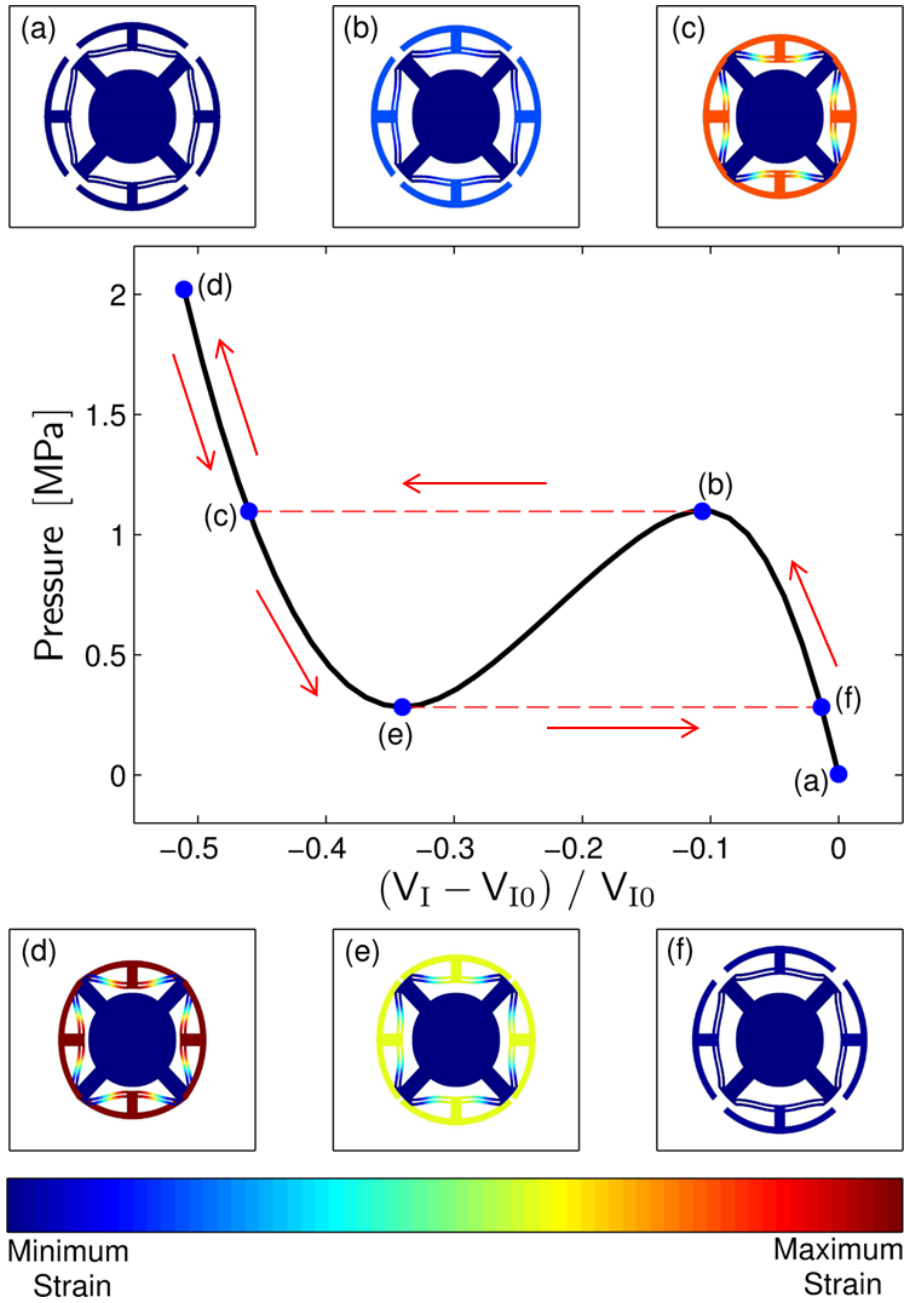 (a)
(b)
(c)
Pressure [MPa]
2
1.5
1
0.5
0
(d)
(c)
(b)
(e)
(f)
(a)
−0.5
−0.4
−0.3
−0.2
−0.1
0
(V_I − V_I0) / V_I0
(d)
(e)
(f)
Minimum
Strain
Maximum
Strain